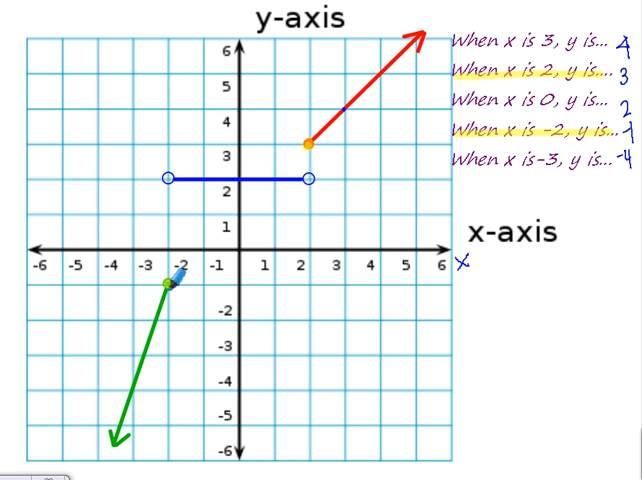 y-axis
When x is 3, y is... 4
When x is 2, y is.... 3
When x is 0, y is... 2
When x is -2, y is... -1
When x is -3, y is... -4
6
5
4
3
2
1
x-axis
-6 -5 -4 -3 -2 -1 1 2 3 4 5 6 x
-2
-3
-4
-5
-6